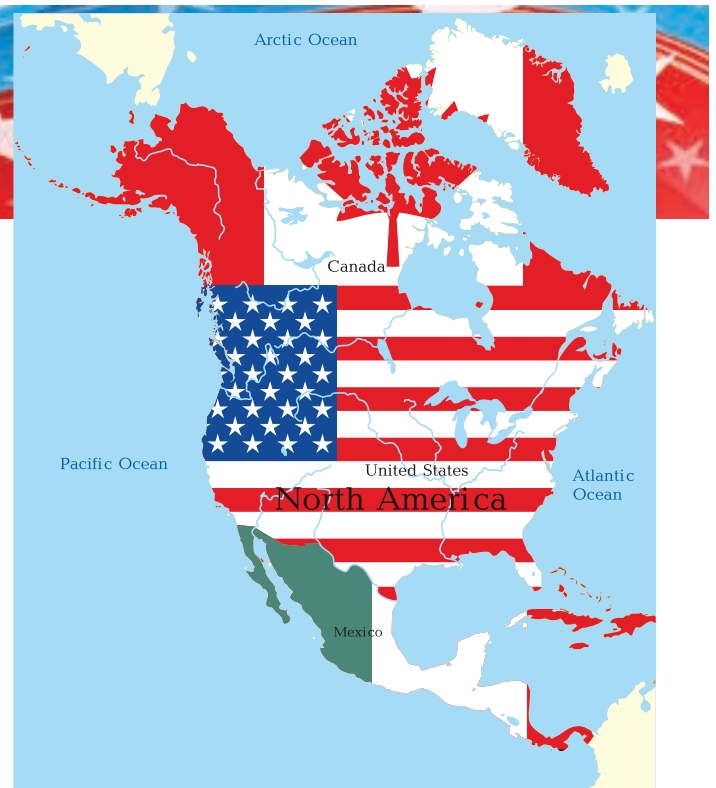 Arctic Ocean
Canada
Pacific Ocean
United States
Atlantic
Ocean
North America
Mexico